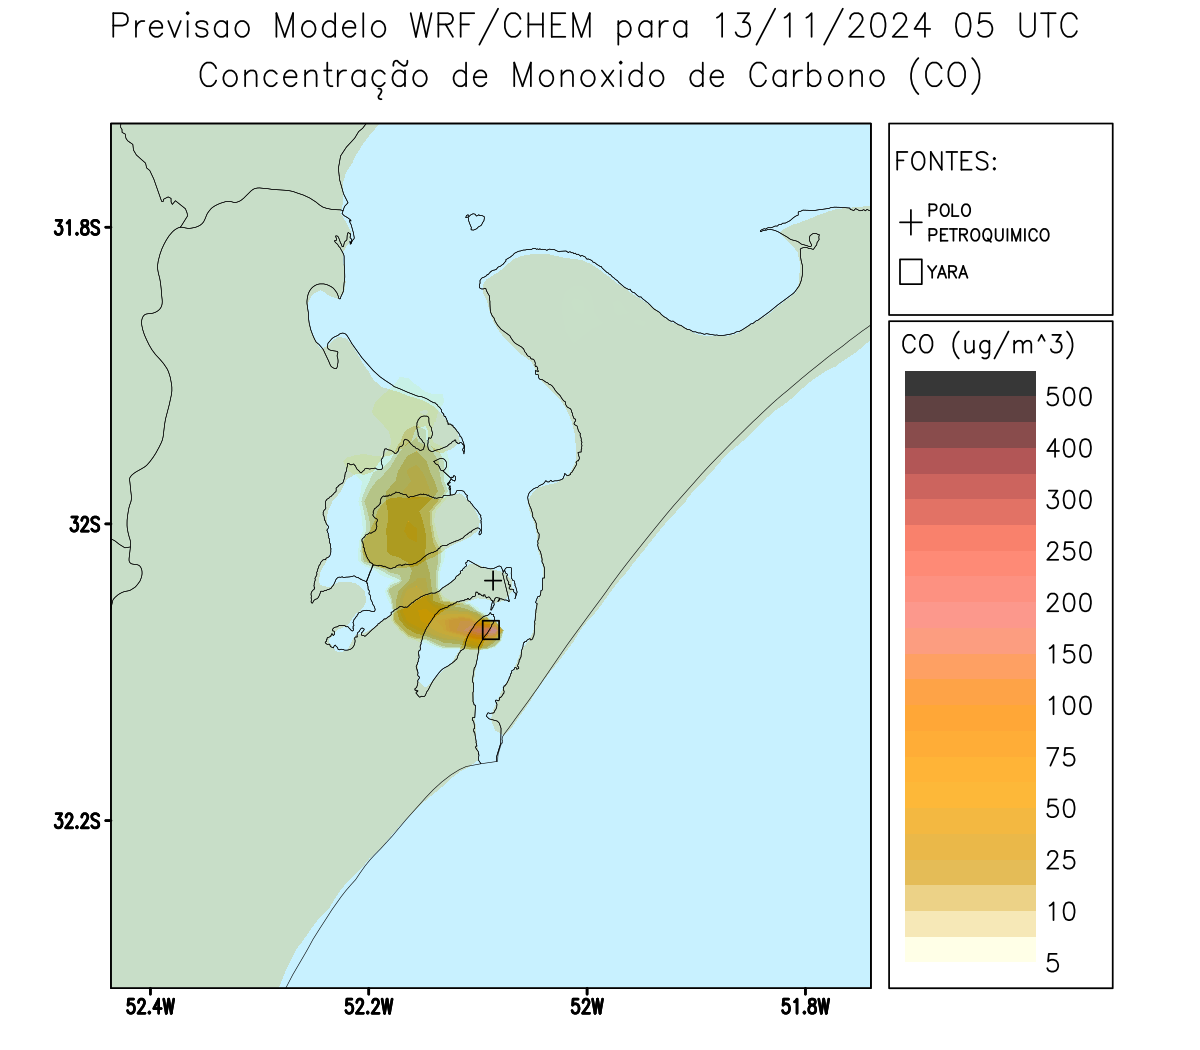 Previsao Modelo WRF/CHEM para 13/11/2024 05 UTC
Concentração de Monoxido de Carbono (CO)
FONTES:
POLO
PETROQUIMICO
YARA
CO (ug/m^3)
500
400
300
250
200
150
100
75
50
25
10
5
31.8S
32S
32.2S
52.4W
52.2W
52W
51.8W